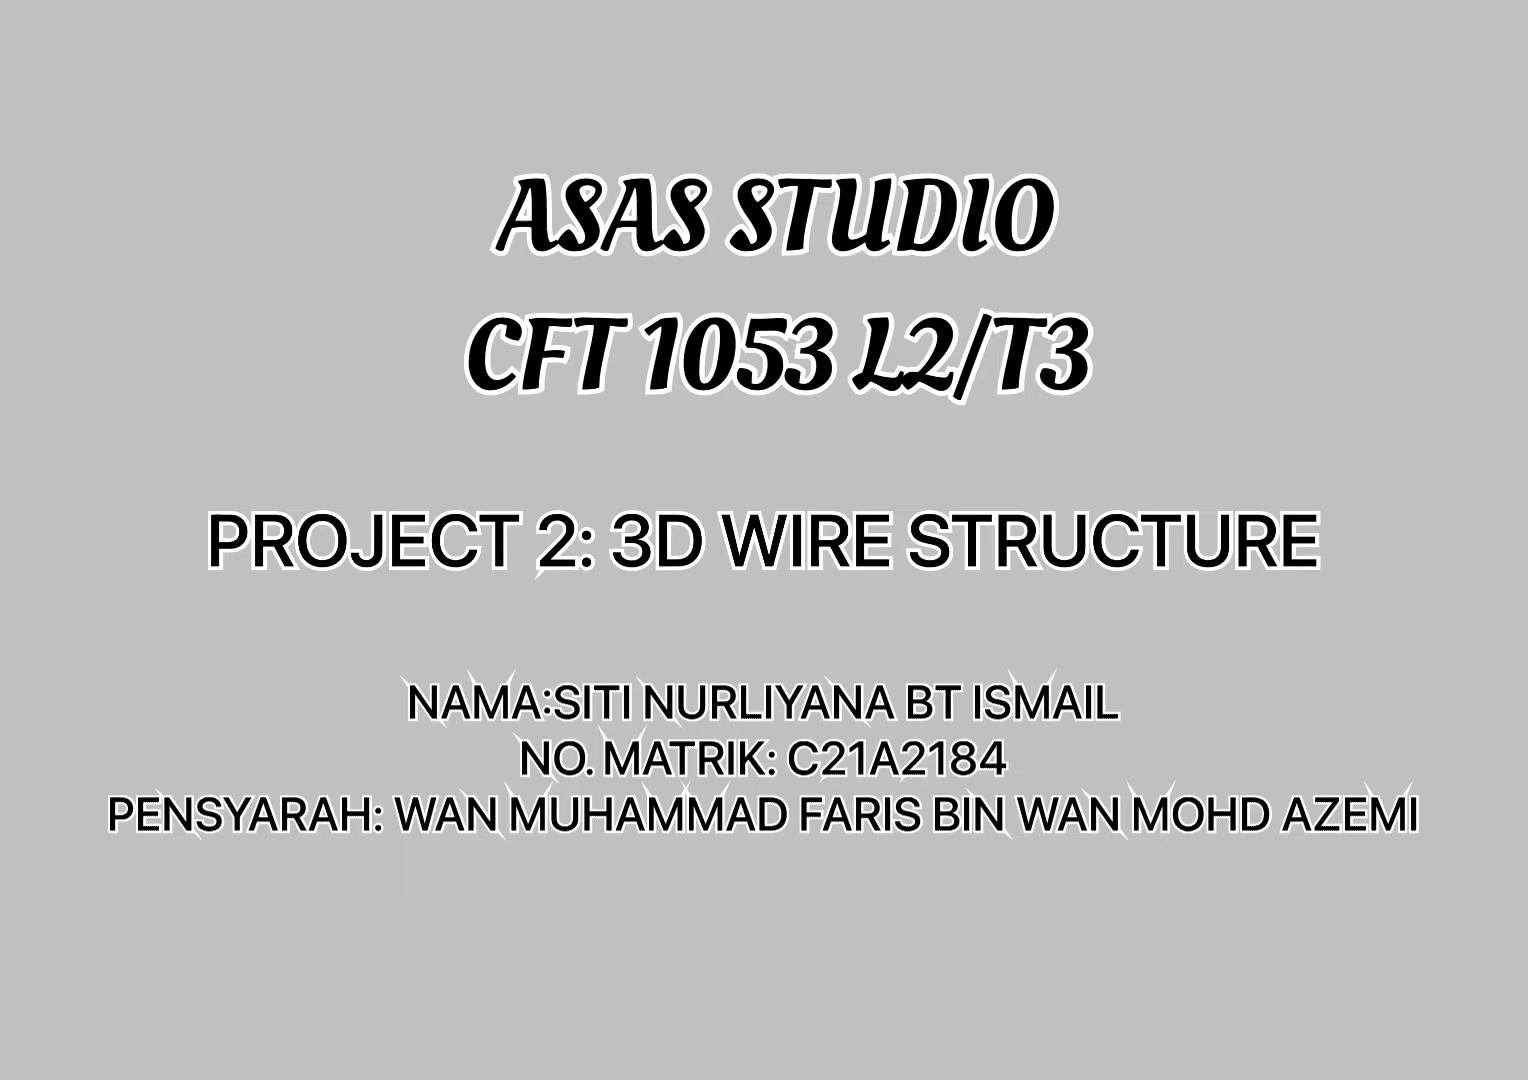 ASAS STUDIO
CFT 1053 L2/T3
PROJECT 2: 3D WIRE STRUCTURE
NAMA:SITI NURLIYANA BT ISMAIL
NO. MATRIK: C21A2184
PENSYARAH: WAN MUHAMMAD FARIS BIN WAN MOHD AZEMI